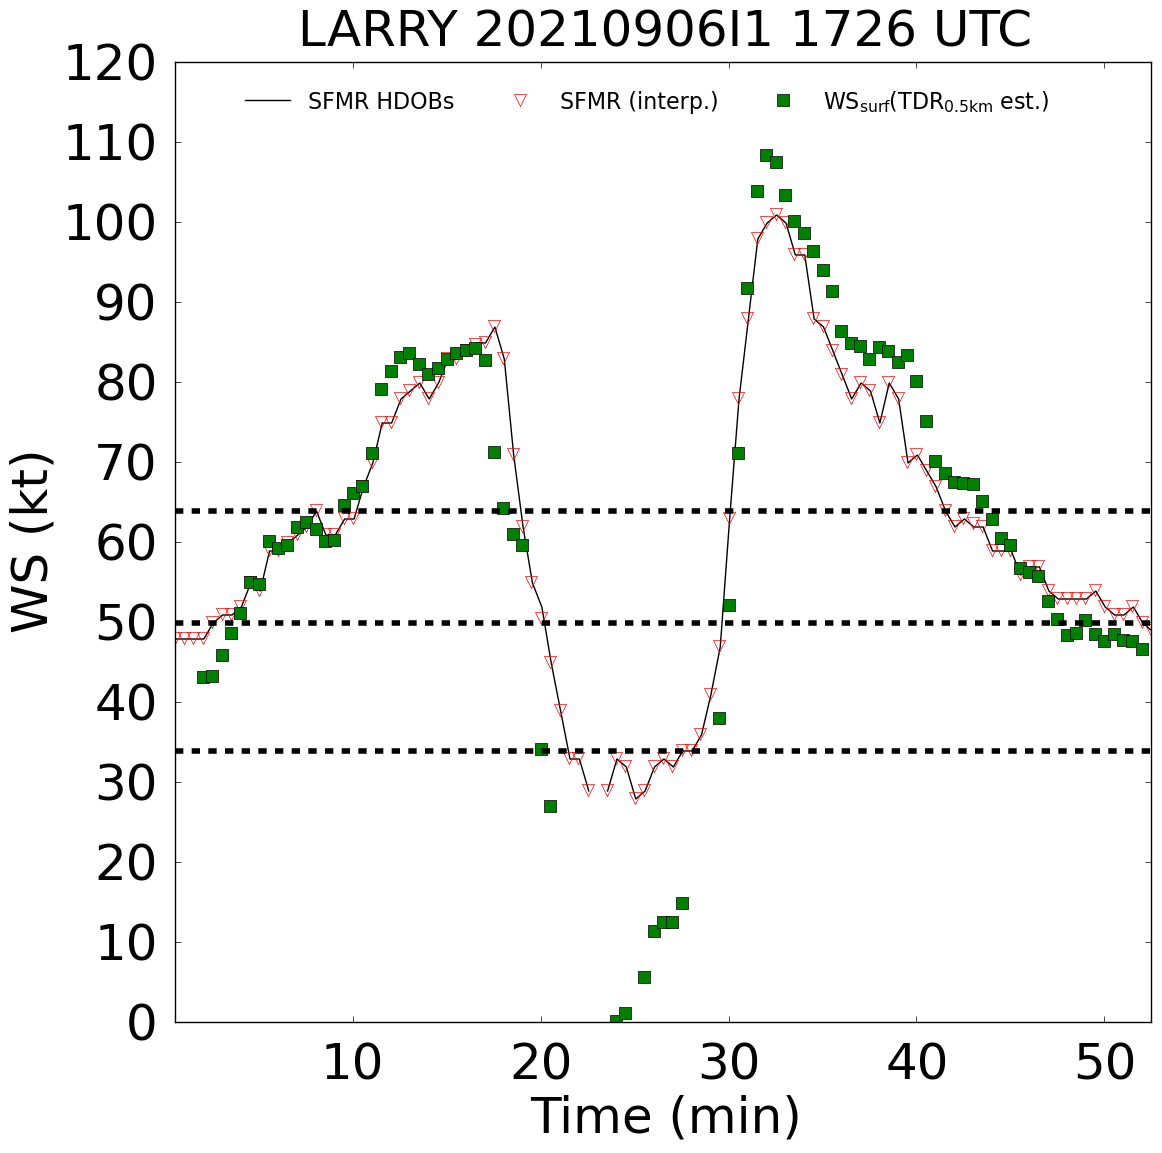 LARRY 20210906I1 1726 UTC
SFMR HDOBs SFMR (interp.) WSsurf(TDR0.5km est.)
120
110
100
90
80
70
60
50
40
30
20
10
0
WS (kt)
10 20 30 40 50
Time (min)